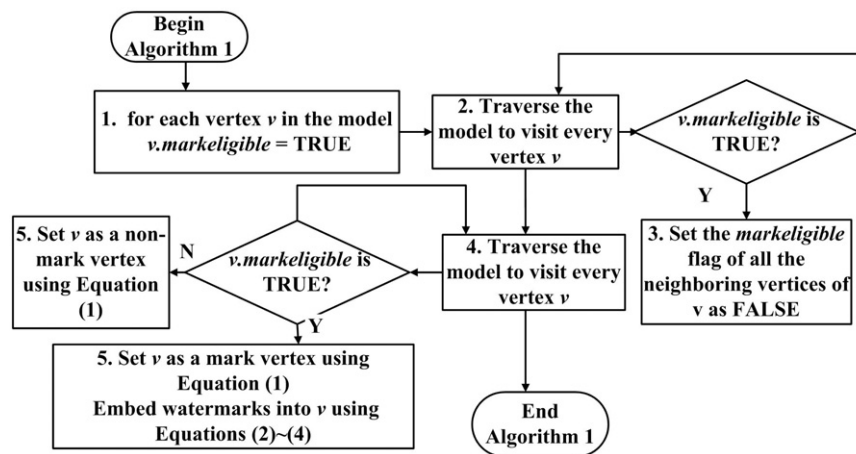 Begin
Algorithm 1
1. for each vertex v in the model
v.markeligible = TRUE
2. Traverse the
model to visit every
vertex v
v.markeligible is
TRUE?
Y
3. Set the markeligible
flag of all the
neighboring vertices of
v as FALSE
4. Traverse the
model to visit every
vertex v
v.markeligible is
TRUE?
N
5. Set v as a non-
mark vertex
using Equation
(1)
Y
5. Set v as a mark vertex using
Equation (1)
Embed watermarks into v using
Equations (2)~(4)
End
Algorithm 1